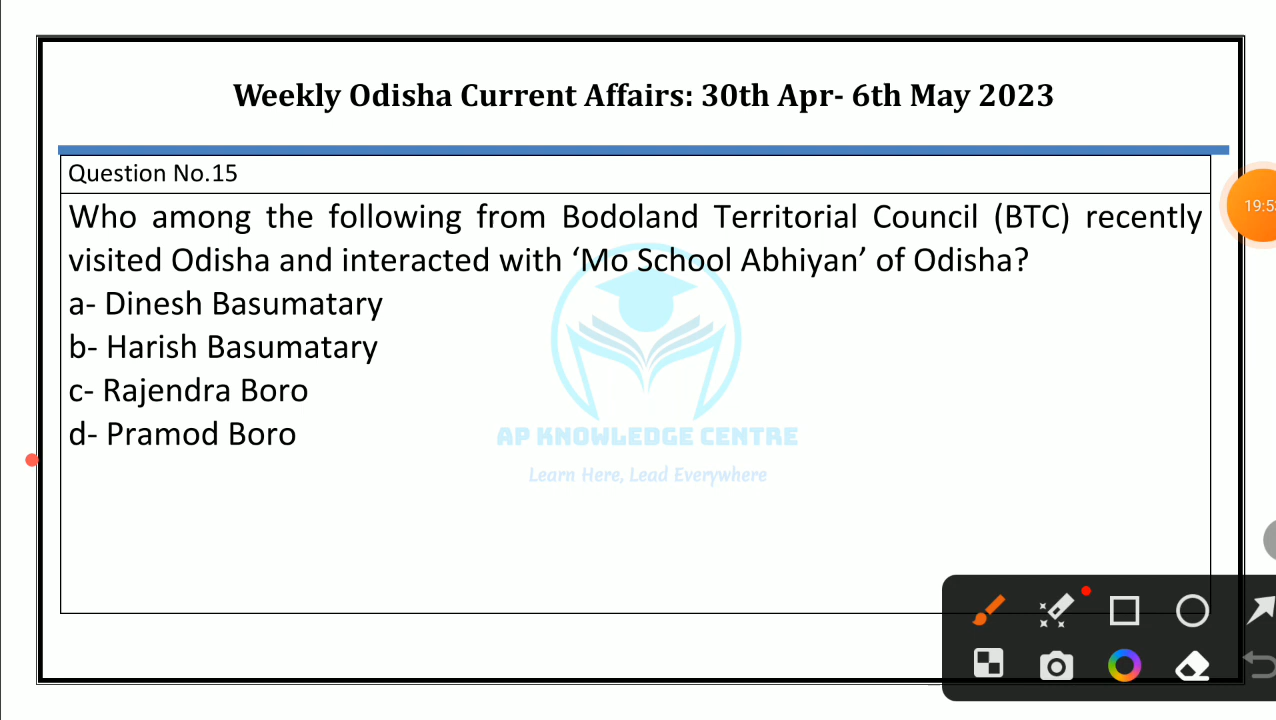 Weekly Odisha Current Affairs: 30th Apr- 6th May 2023
Question No.15
Who among the following from Bodoland Territorial Council (BTC) recently
visited Odisha and interacted with ‘Mo School Abhiyan’ of Odisha?
a- Dinesh Basumatary
b- Harish Basumatary
c- Rajendra Boro
d- Pramod Boro
AP KNOWLEDGE CENTRE
Learn Here, Lead Everywhere